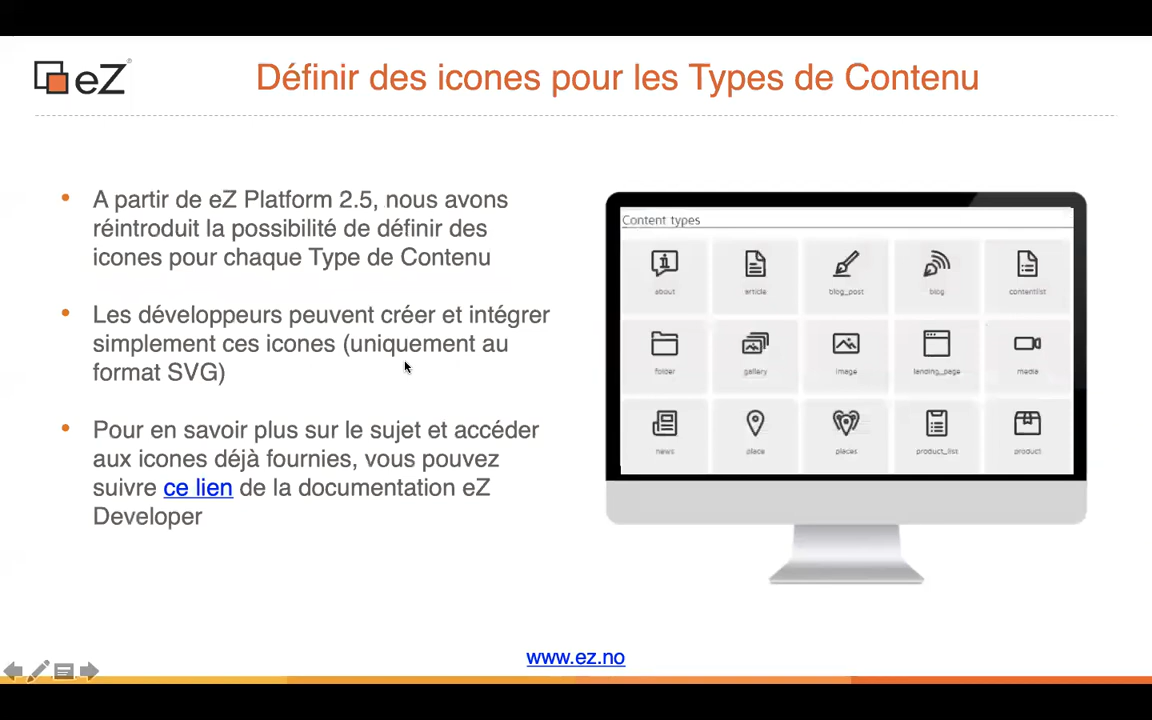 eZ
Définir des icones pour les Types de Contenu
A partir de eZ Platform 2.5, nous avons
réintroduit la possibilité de définir des
icones pour chaque Type de Contenu
Les développeurs peuvent créer et intégrer
simplement ces icones (uniquement au
format SVG)
Pour en savoir plus sur le sujet et accéder
aux icones déjà fournies, vous pouvez
suivre ce lien de la documentation eZ
Developer
Content types
about article blog_post blog contentlist
folder gallery image landing_page media
news place places product_list product
www.ez.no